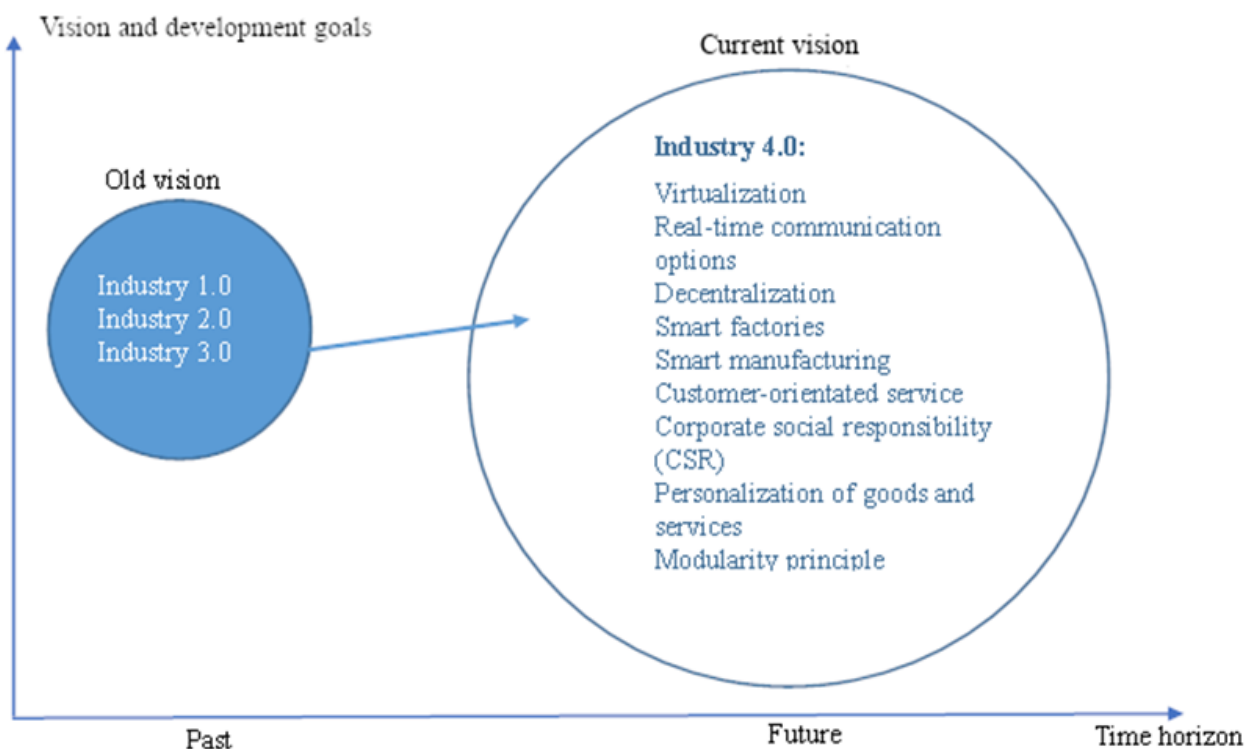 Vision and development goals
Current vision
Old vision
Industry 1.0
Industry 2.0
Industry 3.0
Industry 4.0:
Virtualization
Real-time communication
options
Decentralization
Smart factories
Smart manufacturing
Customer-orientated service
Corporate social responsibility
(CSR)
Personalization of goods and
services
Modularity principle
Past
Future
Time horizon